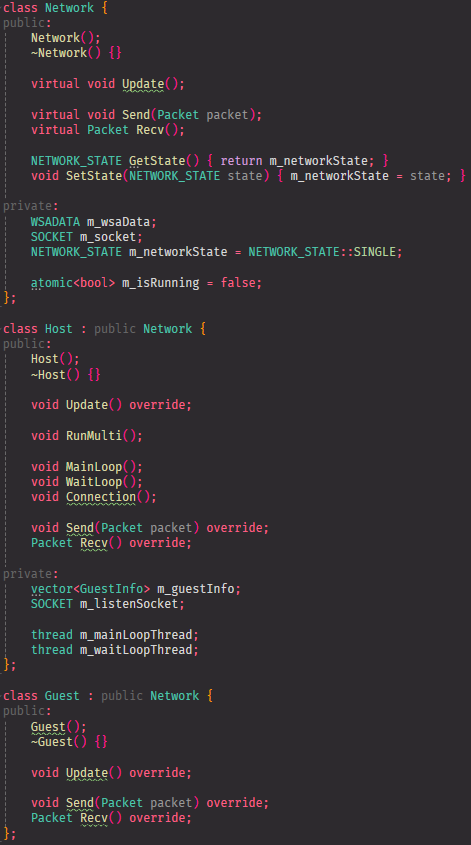 class Network {
public:
    Network();
    ~Network() {}

    virtual void Update();

    virtual void Send(Packet packet);
    virtual Packet Recv();

    NETWORK_STATE GetState() { return m_networkState; }
    void SetState(NETWORK_STATE state) { m_networkState = state; }

private:
    WSADATA m_wsaData;
    SOCKET m_socket;
    NETWORK_STATE m_networkState = NETWORK_STATE::SINGLE;

    atomic<bool> m_isRunning = false;
};

class Host : public Network {
public:
    Host();
    ~Host() {}

    void Update() override;

    void RunMulti();

    void MainLoop();
    void WaitLoop();
    void Connection();

    void Send(Packet packet) override;
    Packet Recv() override;

private:
    vector<GuestInfo> m_guestInfo;
    SOCKET m_listenSocket;

    thread m_mainLoopThread;
    thread m_waitLoopThread;
};

class Guest : public Network {
public:
    Guest();
    ~Guest() {}

    void Update() override;

    void Send(Packet packet) override;
    Packet Recv() override;
};